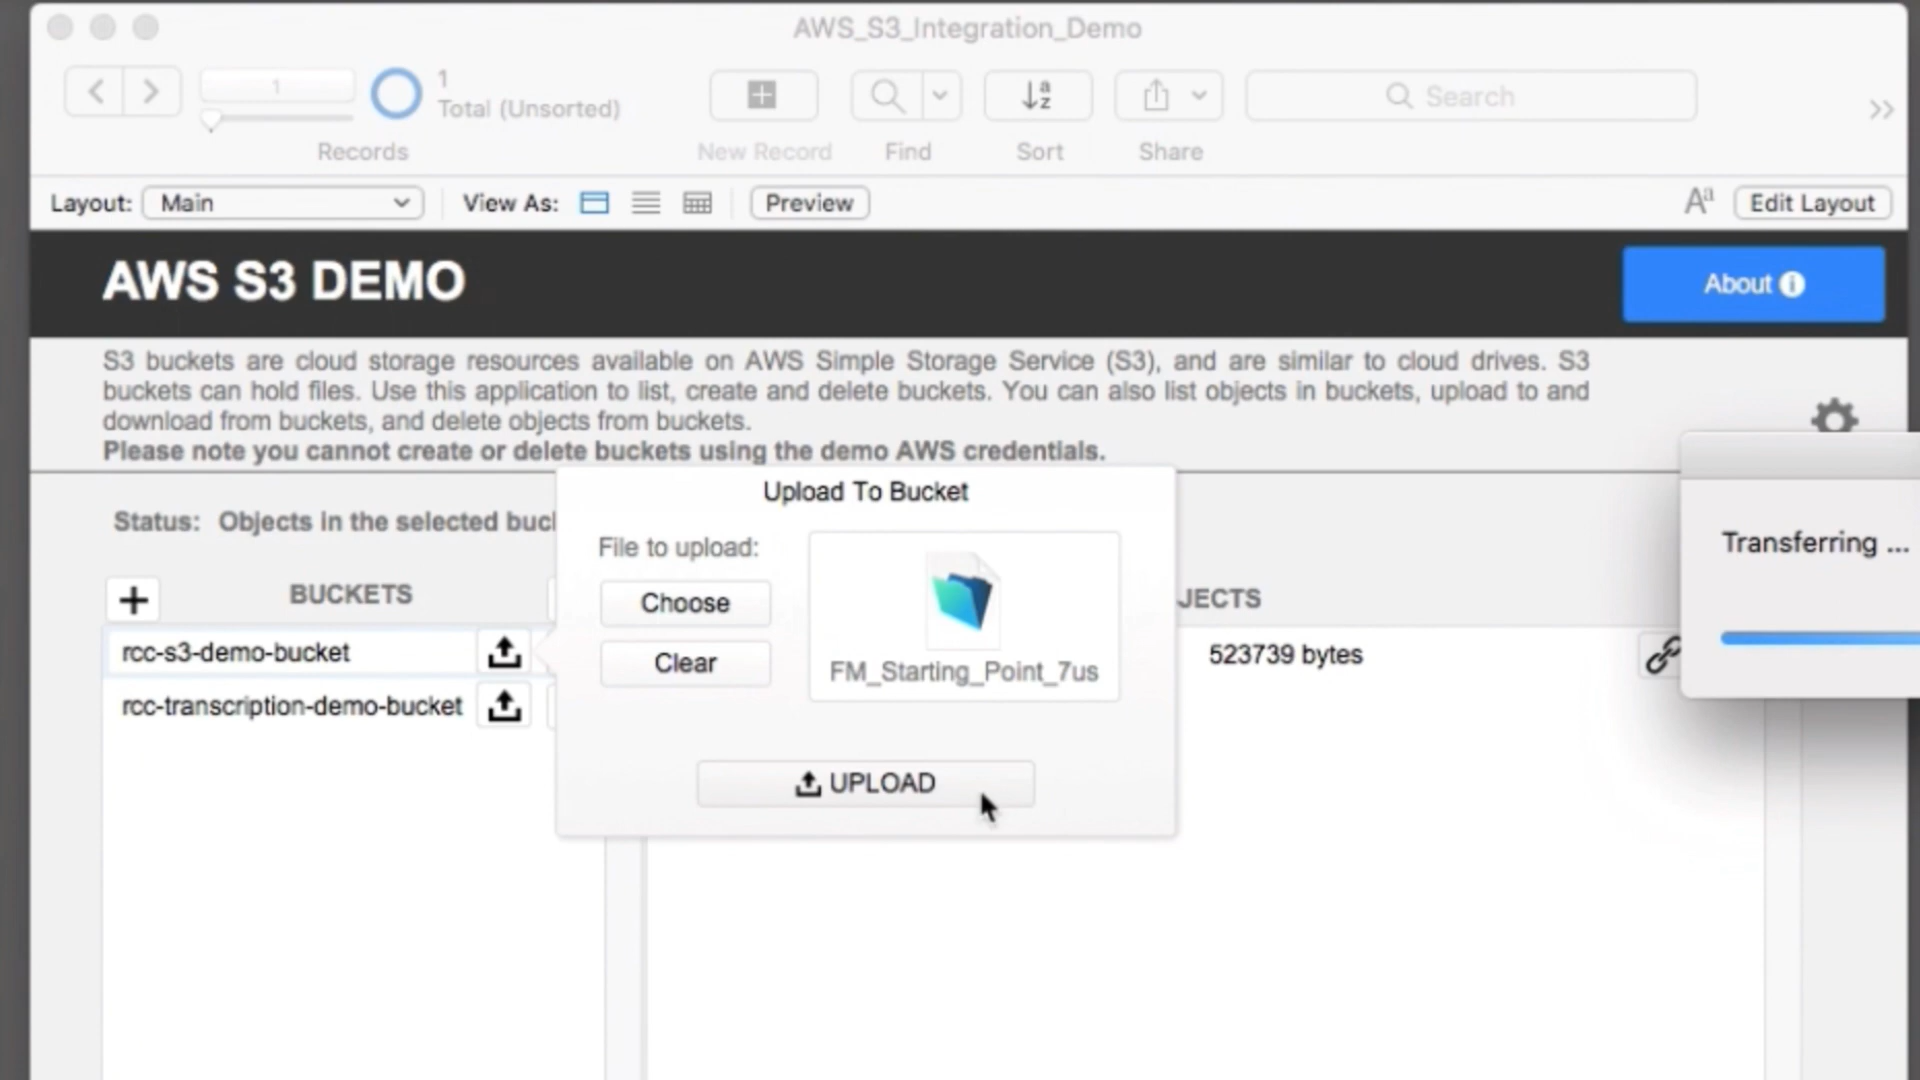 AWS_S3_Integration_Demo
1
1
Total (Unsorted)
Search
Records
New Record
Find
Sort
Share
Layout: Main
View As:
Preview
Aa
Edit Layout
AWS S3 DEMO
About
S3 buckets are cloud storage resources available on AWS Simple Storage Service (S3), and are similar to cloud drives. S3
buckets can hold files. Use this application to list, create and delete buckets. You can also list objects in buckets, upload to and
download from buckets, and delete objects from buckets.
Please note you cannot create or delete buckets using the demo AWS credentials.
Upload To Bucket
Status: Objects in the selected buc
File to upload:
Transferring ...
BUCKETS
Choose
JECTS
rcc-s3-demo-bucket
Clear
FM_Starting_Point_7us
523739 bytes
rcc-transcription-demo-bucket
UPLOAD